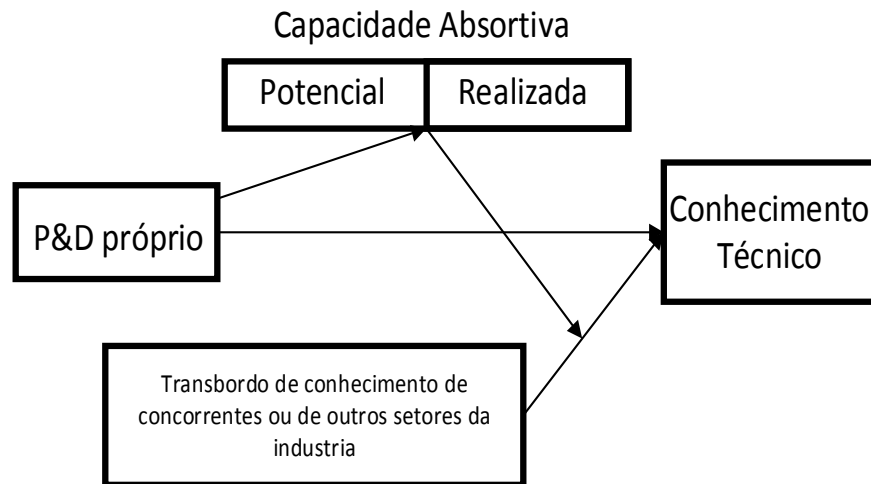 Capacidade Absortiva
Potencial
Realizada
P&D próprio
Conhecimento
Técnico
Transbordo de conhecimento de
concorrentes ou de outros setores da
industria